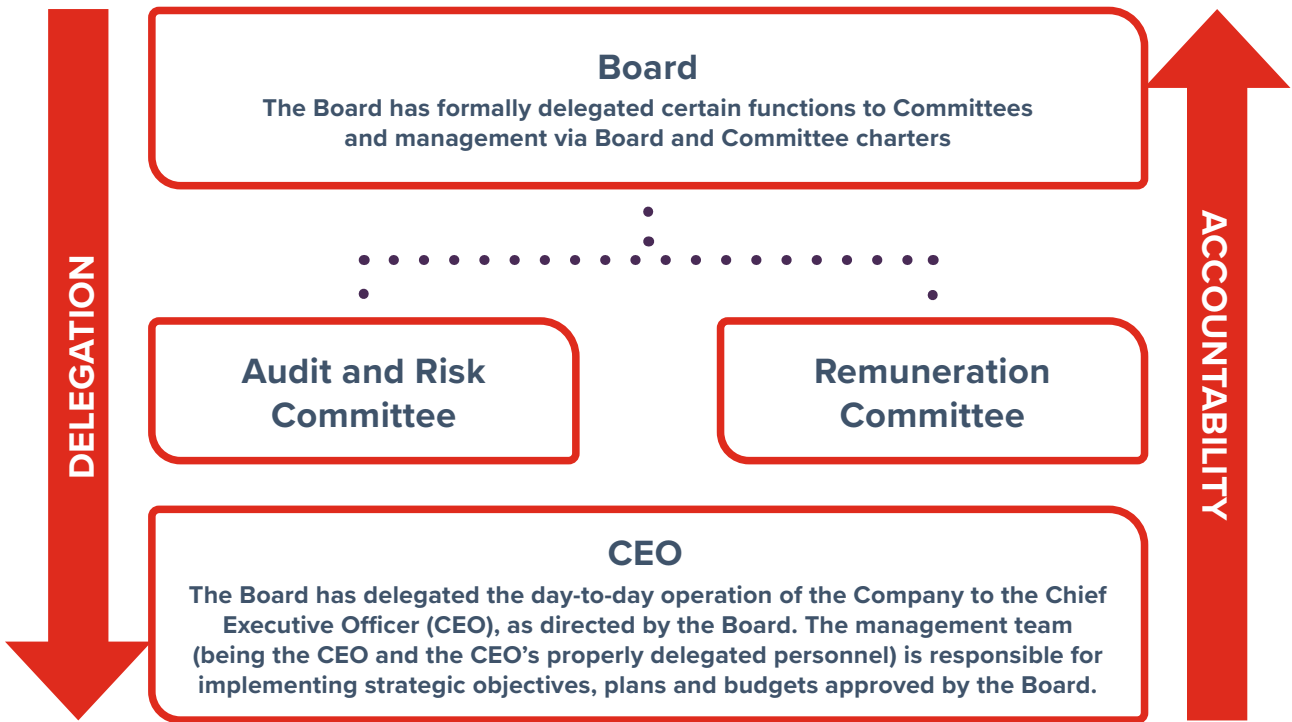 Board
The Board has formally delegated certain functions to Committees
and management via Board and Committee charters
DELEGATION
ACCOUNTABILITY
Audit and Risk
Committee
Remuneration
Committee
CEO
The Board has delegated the day-to-day operation of the Company to the Chief
Executive Officer (CEO), as directed by the Board. The management team
(being the CEO and the CEO’s properly delegated personnel) is responsible for
implementing strategic objectives, plans and budgets approved by the Board.